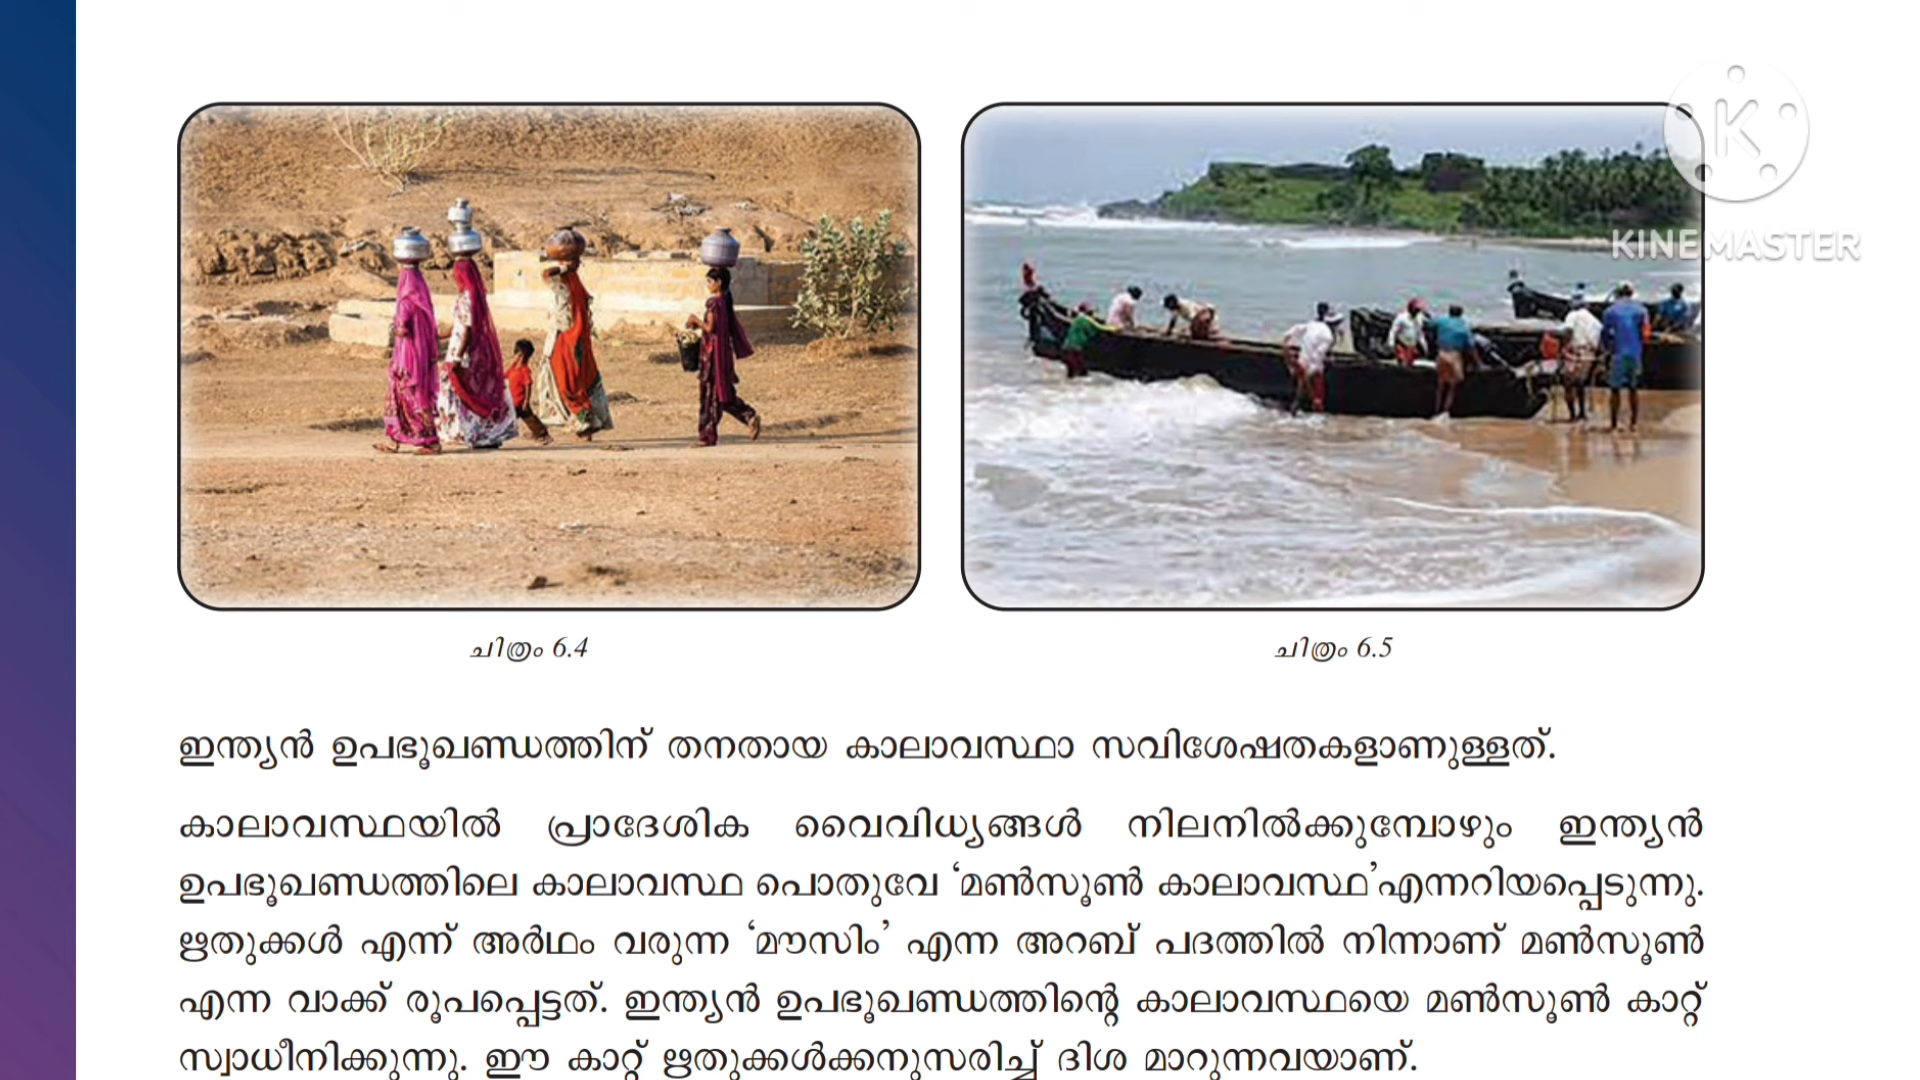 K
KINEMASTER
ചിത്രം 6.4
ചിത്രം 6.5
ഇന്ത്യൻ ഉപഭൂഖണ്ഡത്തിന് തനതായ കാലാവസ്ഥാ സവിശേഷതകളാണുള്ളത്.
കാലാവസ്ഥയിൽ പ്രാദേശിക വൈവിധ്യങ്ങൾ നിലനിൽക്കുമ്പോഴും ഇന്ത്യൻ
ഉപഭൂഖണ്ഡത്തിലെ കാലാവസ്ഥ പൊതുവേ ‘മൺസൂൺ കാലാവസ്ഥ’എന്നറിയപ്പെടുന്നു.
ഋതുക്കൾ എന്ന് അർഥം വരുന്ന ‘മൗസിം’ എന്ന അറബ് പദത്തിൽ നിന്നാണ് മൺസൂൺ
എന്ന വാക്ക് രൂപപ്പെട്ടത്. ഇന്ത്യൻ ഉപഭൂഖണ്ഡത്തിന്റെ കാലാവസ്ഥയെ മൺസൂൺ കാറ്റ്
സ്വാധീനിക്കുന്നു. ഈ കാറ്റ് ഋതുക്കൾക്കനുസരിച്ച് ദിശ മാറുന്നവയാണ്.